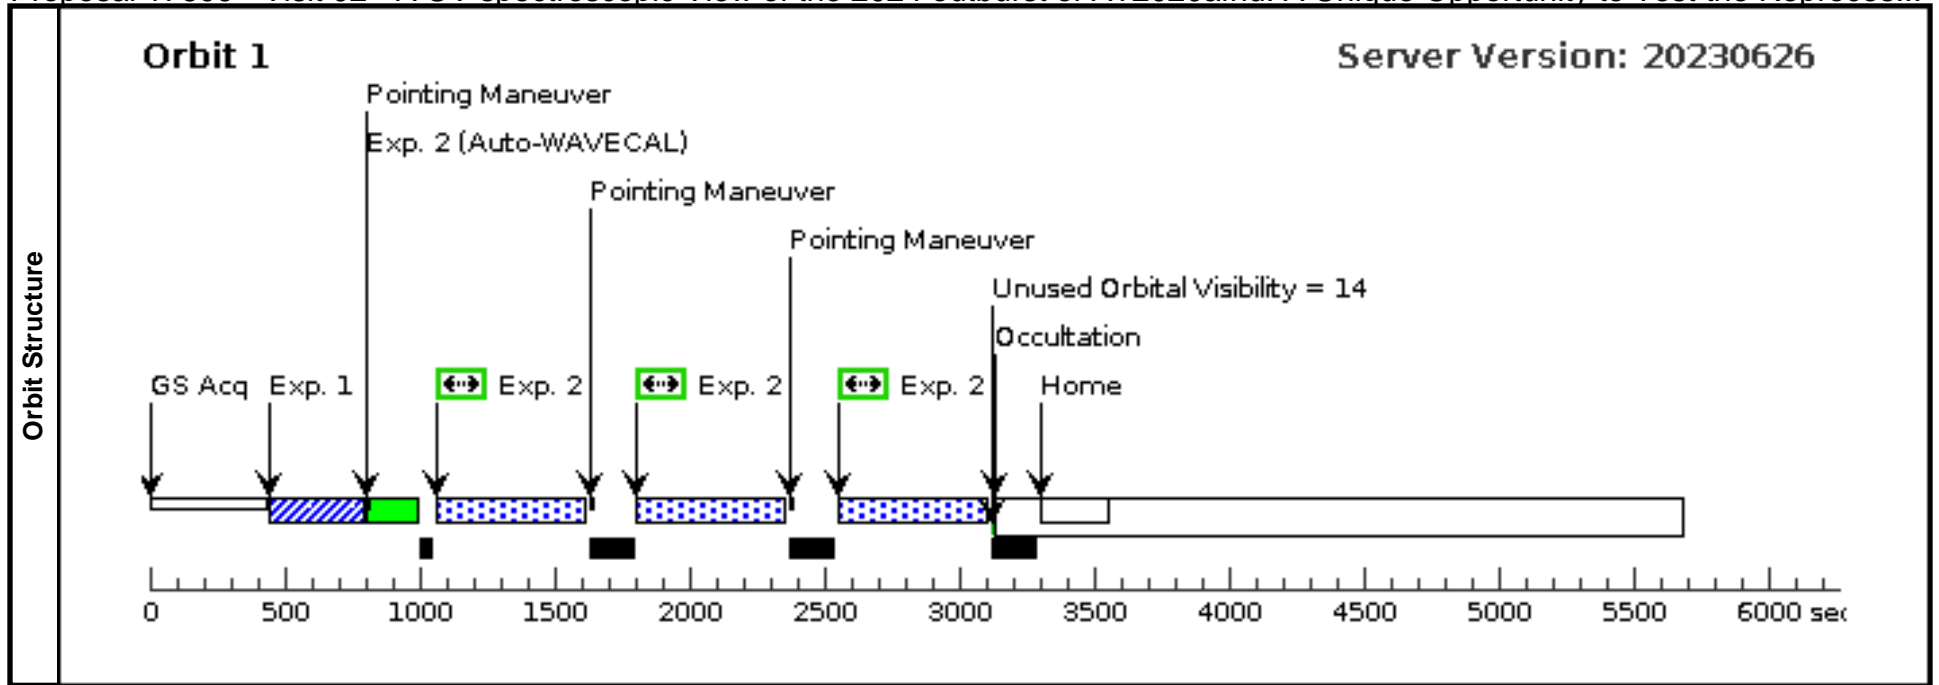 Orbit 1
Server Version: 20230626
Pointing Maneuver
Exp. 2 (Auto-WAVECAL)
Pointing Maneuver
Pointing Maneuver
Unused Orbital Visibility = 14
Occultation
GS Acq Exp. 1 Exp. 2 Exp. 2 Exp. 2 Home
Orbit Structure
0 500 1000 1500 2000 2500 3000 3500 4000 4500 5000 5500 6000 sec